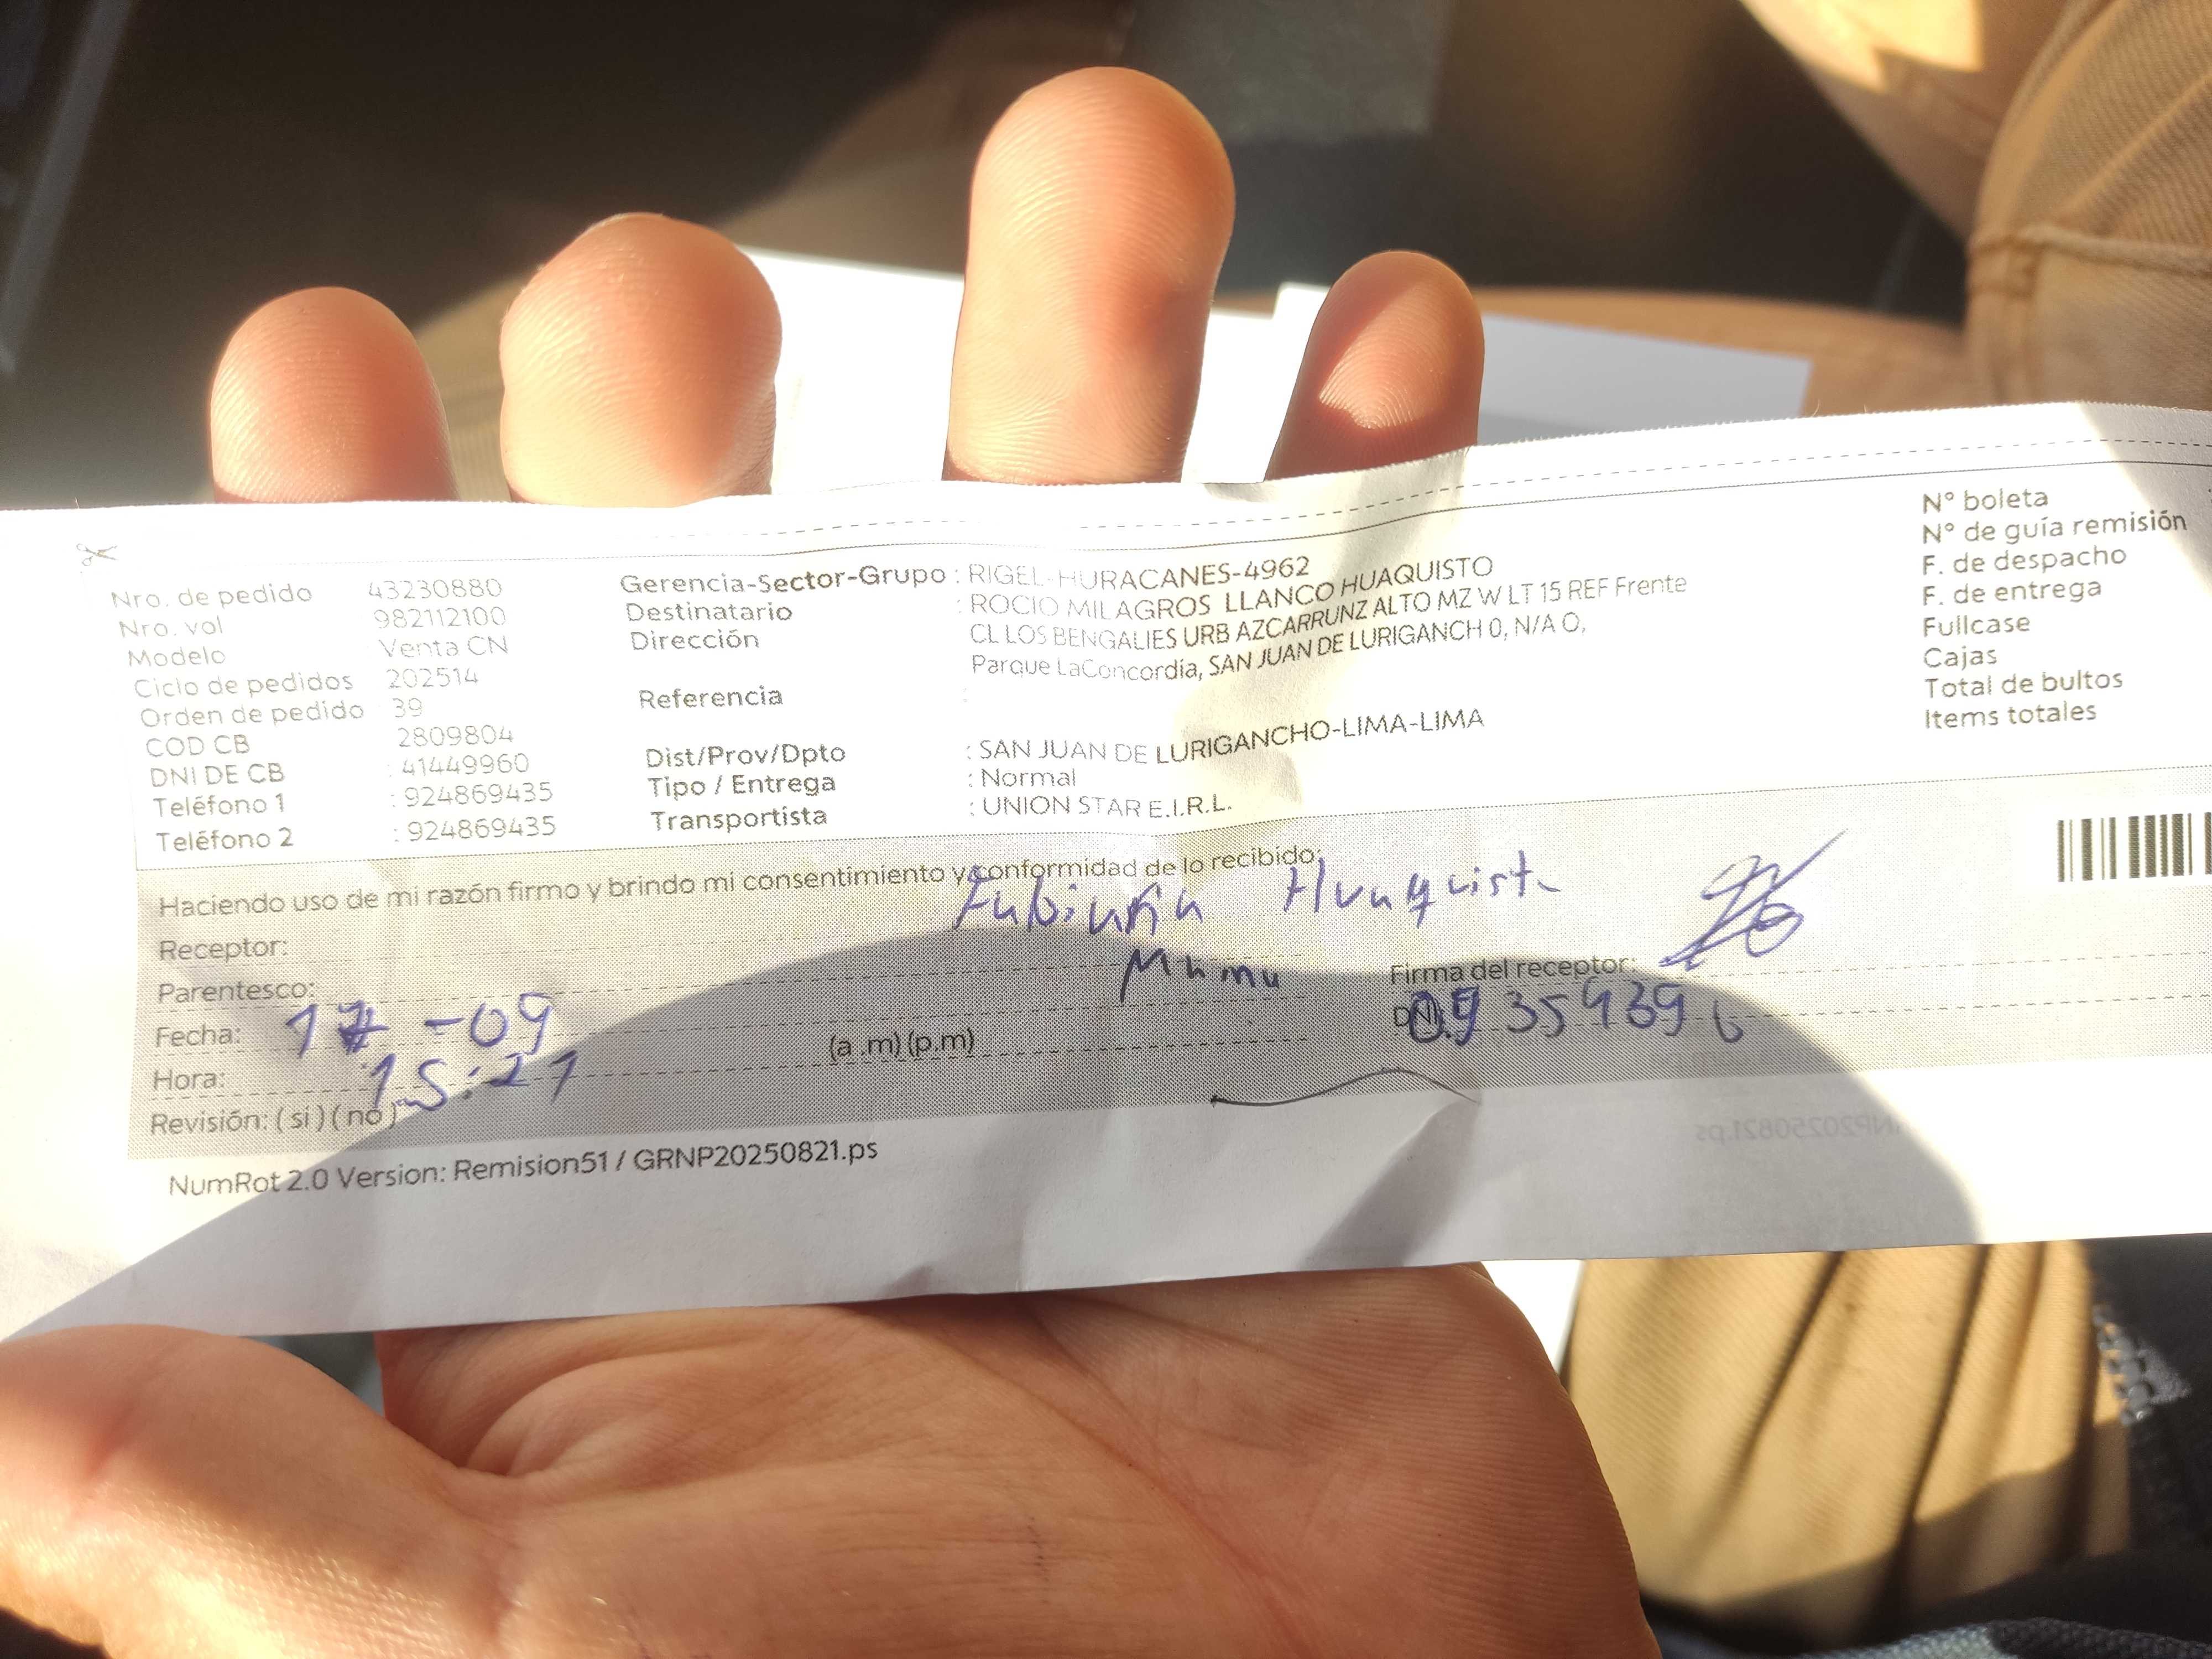 Nro. de pedido 43230880
Nro. vol 982112100
Modelo Venta CN
Ciclo de pedidos 202514
Orden de pedido 39
COD CB 2809804
DNI DE CB : 41449960
Teléfono 1 : 924869435
Teléfono 2 : 924869435
Gerencia-Sector-Grupo : RIGEL-HURACANES-4962
Destinatario : ROCIO MILAGROS LLANCO HUAQUISTO
Dirección CL LOS BENGALIES URB AZCARRUNZ ALTO MZ W LT 15 REF Frente
Parque LaConcordia, SAN JUAN DE LURIGANCH 0, N/A O,
Referencia :
Dist/Prov/Dpto : SAN JUAN DE LURIGANCHO-LIMA-LIMA
Tipo / Entrega : Normal
Transportista : UNION STAR E.I.R.L.
N° boleta
N° de guía remisión
F. de despacho
F. de entrega
Fullcase
Cajas
Total de bultos
Items totales
Haciendo uso de mi razón firmo y brindo mi consentimiento y conformidad de lo recibido:
Receptor: Huaquisto
Parentesco: Mama
Firma del receptor:
Fecha: 17-09
DNI 09359396
Hora: 15:21 (a.m) (p.m)
Revisión: ( si ) ( no )
NumRot 2.0 Version: Remision51 / GRNP20250821.ps